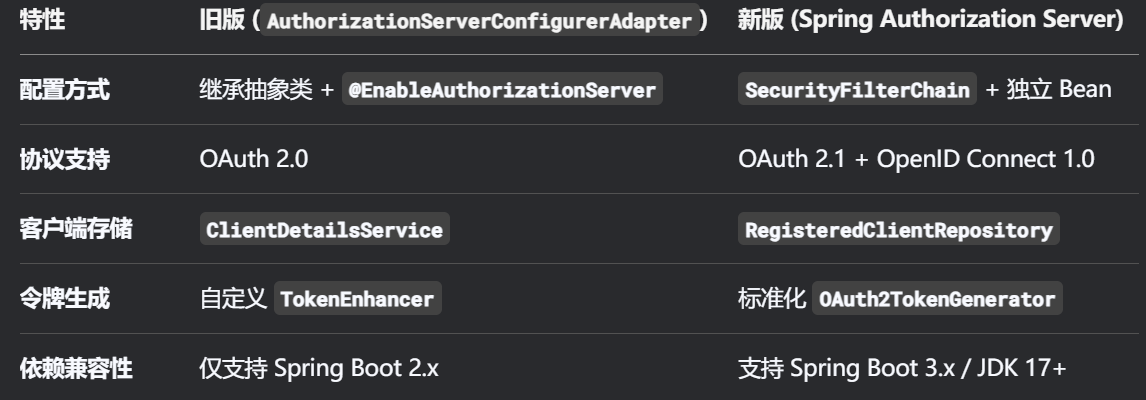 特性 旧版 (AuthorizationServerConfigurerAdapter) 新版 (Spring Authorization Server)
配置方式 继承抽象类 + @EnableAuthorizationServer SecurityFilterChain + 独立 Bean
协议支持 OAuth 2.0 OAuth 2.1 + OpenID Connect 1.0
客户端存储 ClientDetailsService RegisteredClientRepository
令牌生成 自定义 TokenEnhancer 标准化 OAuth2TokenGenerator
依赖兼容性 仅支持 Spring Boot 2.x 支持 Spring Boot 3.x / JDK 17+